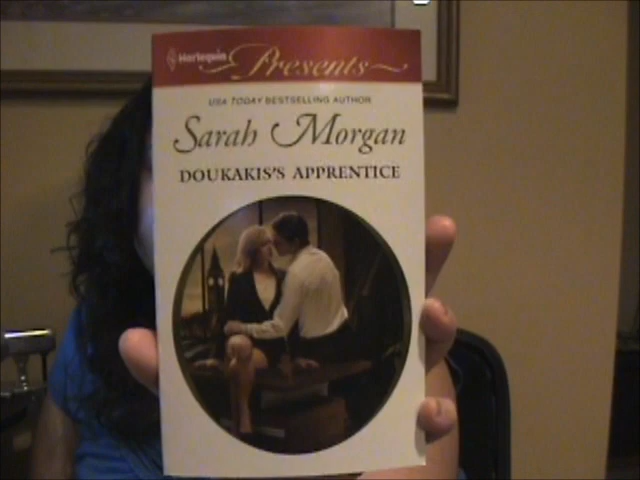 Harlequin Presents
USA TODAY BESTSELLING AUTHOR
Sarah Morgan
DOUKAKIS'S APPRENTICE